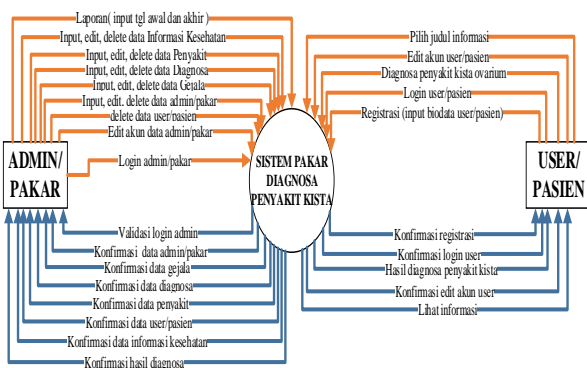 Laporan( input tgl awal dan akhir )
Input, edit, delete data Informasi Kesehatan
Input, edit, delete data Penyakit
Input, edit, delete data Diagnosa
Input, edit, delete data Gejala
Input, edit, delete data admin/pakar
delete data user/pasien
Edit akun data admin/pakar
Login admin/pakar
ADMIN/
PAKAR
Validasi login admin
Konfirmasi data admin/pakar
Konfirmasi data gejala
Konfirmasi data diagnosa
Konfirmasi data penyakit
Konfirmasi data user/pasien
Konfirmasi data informasi kesehatan
Konfirmasi hasil diagnosa
SISTEM PAKAR
DIAGNOSA
PENYAKIT KISTA
Pilih judul informasi
Edit akun user/pasien
Diagnosa penyakit kista ovarium
Login user/pasien
Registrasi (input biodata user/pasien)
USER/
PASIEN
Konfirmasi registrasi
Konfirmasi login user
Hasil diagnosa penyakit kista
Konfirmasi edit akun user
Lihat informasi